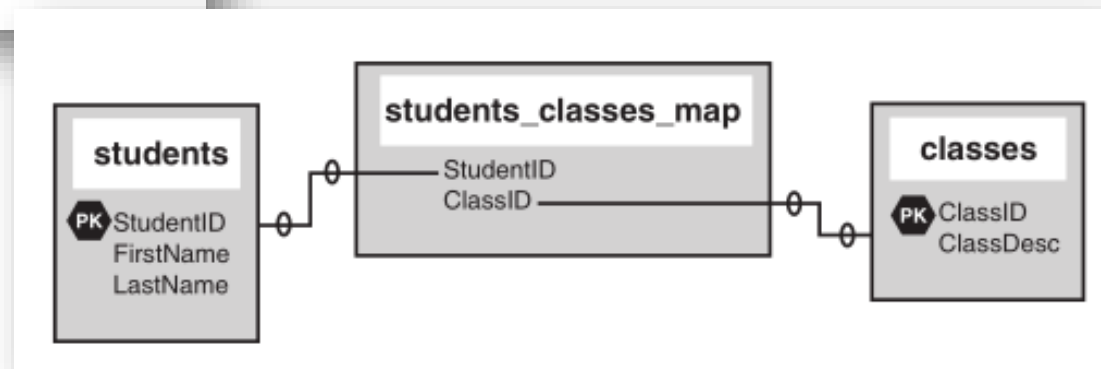 students
PK StudentID
FirstName
LastName
students_classes_map
StudentID
ClassID
classes
PK ClassID
ClassDesc